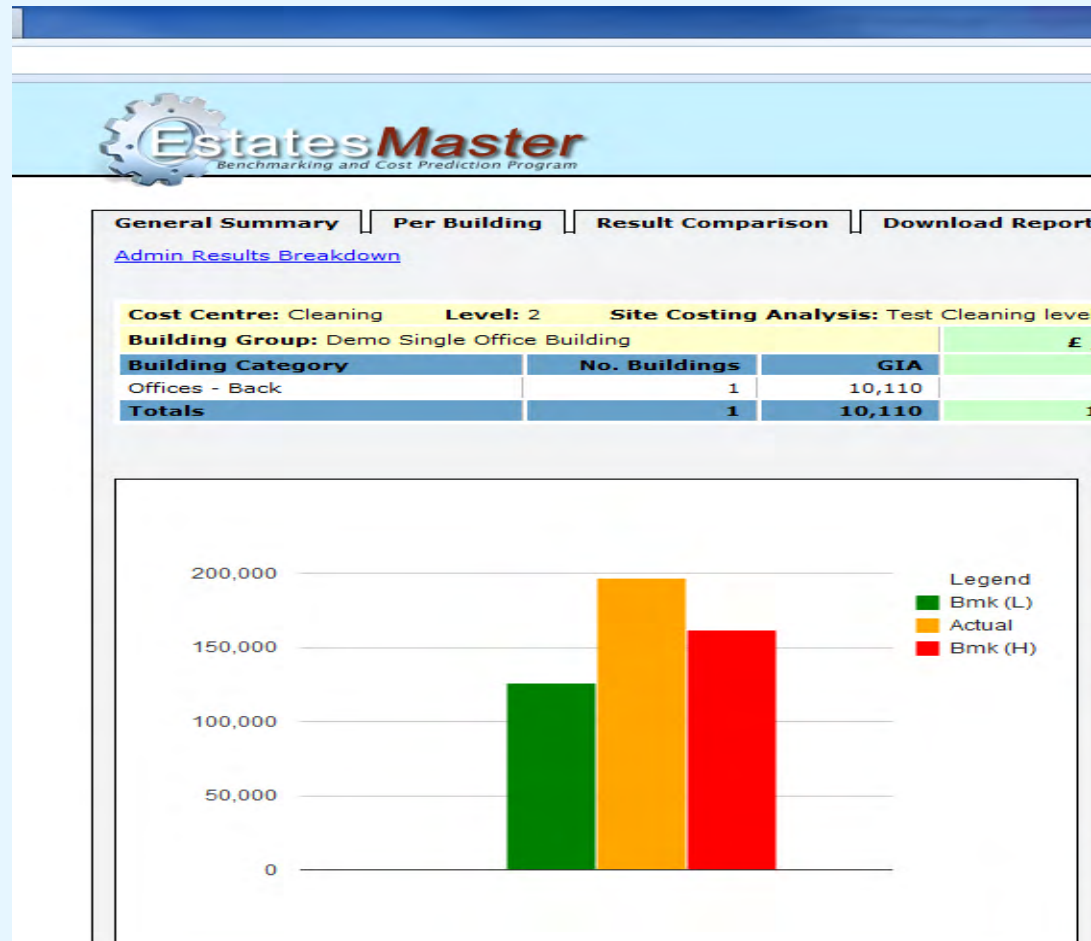 EstatesMaster
Benchmarking and Cost Prediction Program
General Summary Per Building Result Comparison Download Report
Admin Results Breakdown
Cost Centre: Cleaning Level: 2 Site Costing Analysis: Test Cleaning leve
Building Group: Demo Single Office Building £
Building Category No. Buildings GIA
Offices - Back 1 10,110
Totals 1 10,110 1
200,000
150,000
100,000
50,000
0
Legend
Bmk (L)
Actual
Bmk (H)